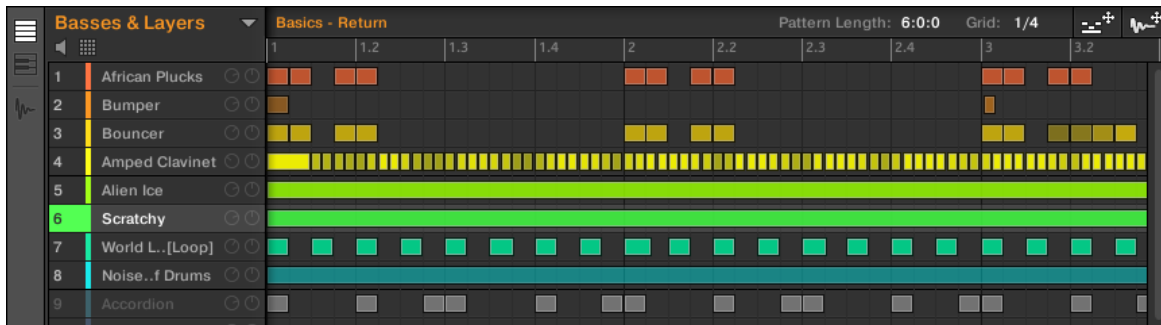 Basses & Layers Basics - Return Pattern Length: 6:0:0 Grid: 1/4
1 1.2 1.3 1.4 2 2.2 2.3 2.4 3 3.2
1 African Plucks
2 Bumper
3 Bouncer
4 Amped Clavinet
5 Alien Ice
6 Scratchy
7 World L..[Loop]
8 Noise..f Drums
9 Accordion